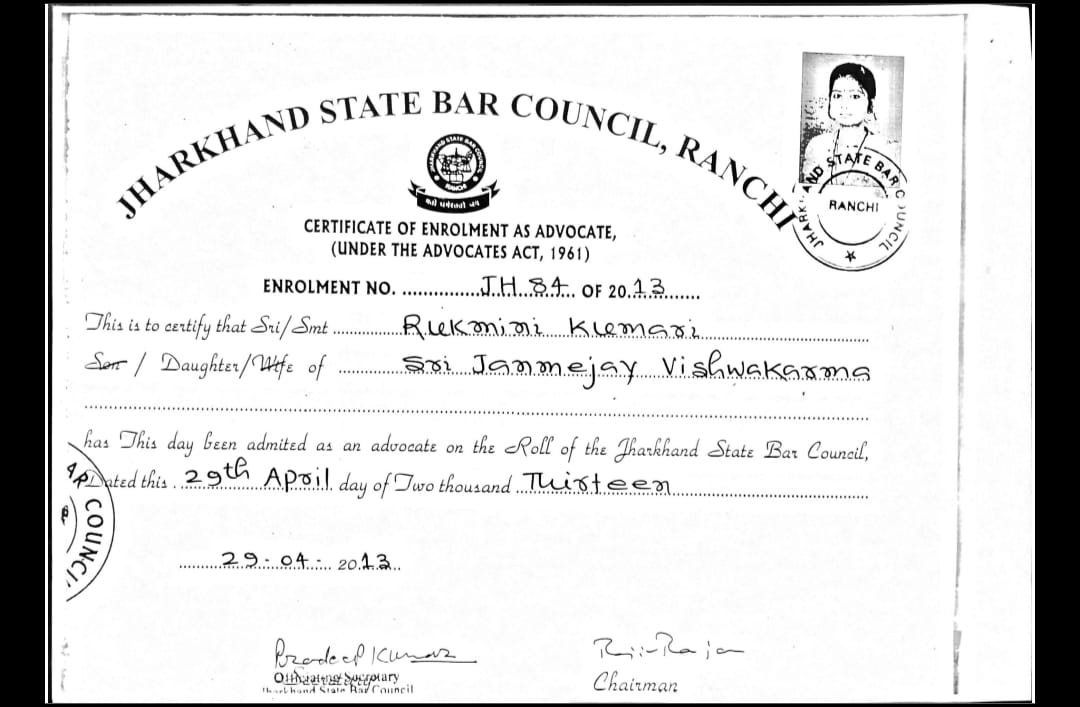 JHARKHAND STATE BAR COUNCIL, RANCHI
JHARKHAND STATE BAR COUNCIL
RANCHI
CERTIFICATE OF ENROLMENT AS ADVOCATE,
(UNDER THE ADVOCATES ACT, 1961)
ENROLMENT NO. ................JH.84.. OF 20.13.......
This is to certify that Sri/Smt ............Rukmini Kumari
Son / Daughter/Wife of ............Sri Janmejay Vishwakarma
has This day been admited as an advocate on the Roll of the Jharkhand State Bar Council,
Dated this . 29th April day of Two thousand ..Thirteen
COUNCI
29-04-2013..
Pradeep Kumar
Officiating Secretary
Chairman
Jharkhand State Bar Council